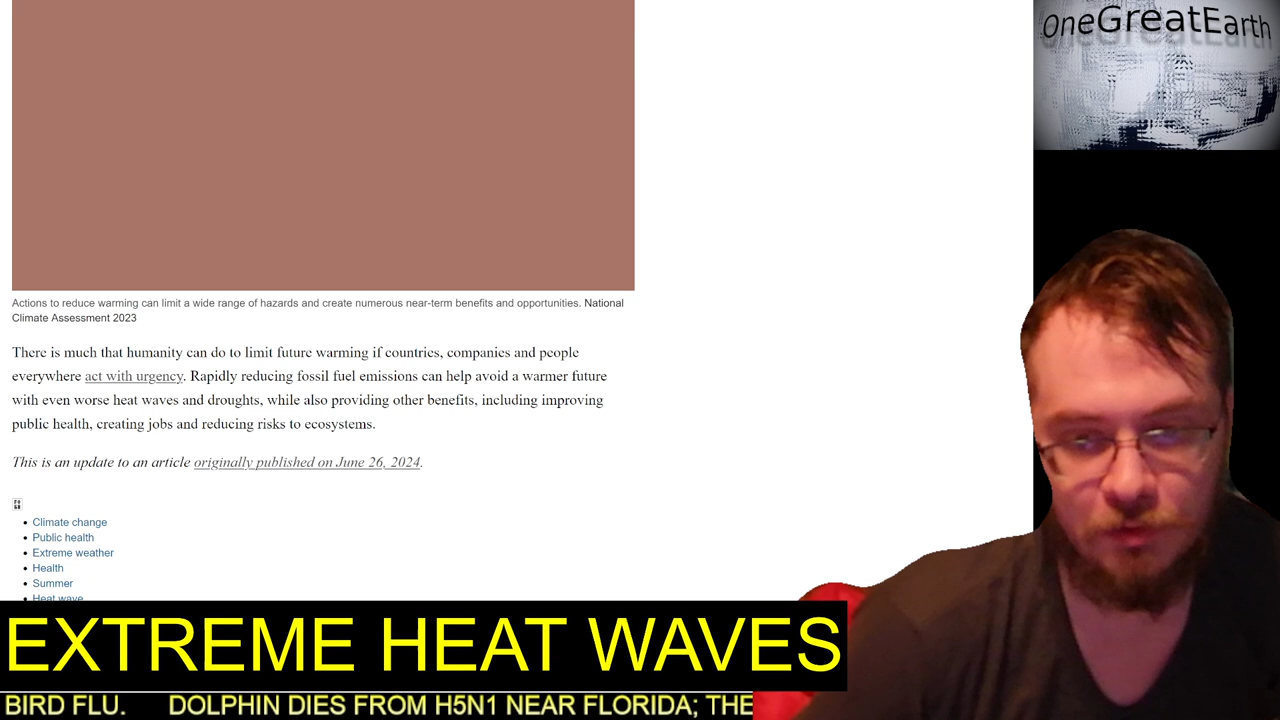 OneGreatEarth
Actions to reduce warming can limit a wide range of hazards and create numerous near-term benefits and opportunities. National
Climate Assessment 2023
There is much that humanity can do to limit future warming if countries, companies and people
everywhere act with urgency. Rapidly reducing fossil fuel emissions can help avoid a warmer future
with even worse heat waves and droughts, while also providing other benefits, including improving
public health, creating jobs and reducing risks to ecosystems.
This is an update to an article originally published on June 26, 2024.
Climate change
Public health
Extreme weather
Health
Summer
Heat wave
EXTREME HEAT WAVES
BIRD FLU. DOLPHIN DIES FROM H5N1 NEAR FLORIDA; THE